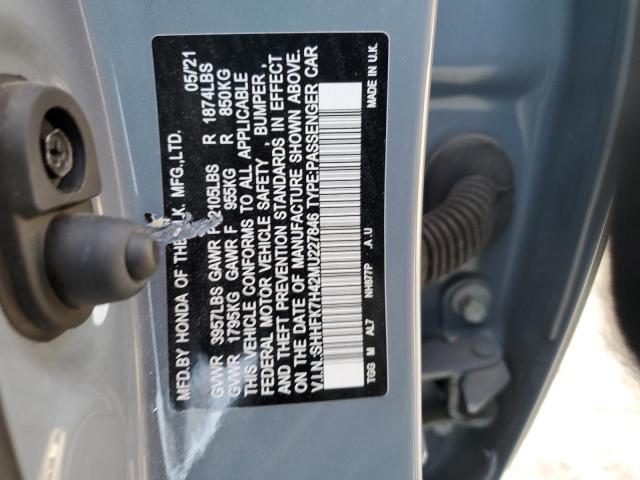 MFD.BY HONDA OF THE U.K. MFG.,LTD. 05/21
GVWR 3957LBS GAWR F 2105LBS R 1874LBS
GVWR 1795KG GAWR F 955KG R 850KG
THIS VEHICLE CONFORMS TO ALL APPLICABLE
FEDERAL MOTOR VEHICLE SAFETY , BUMPER ,
AND THEFT PREVENTION STANDARDS IN EFFECT
ON THE DATE OF MANUFACTURE SHOWN ABOVE.
V.I.N. SHHFK7H42MU227846 TYPE:PASSENGER CAR
TGG M AL7 NH877P .A.U MADE IN U.K.